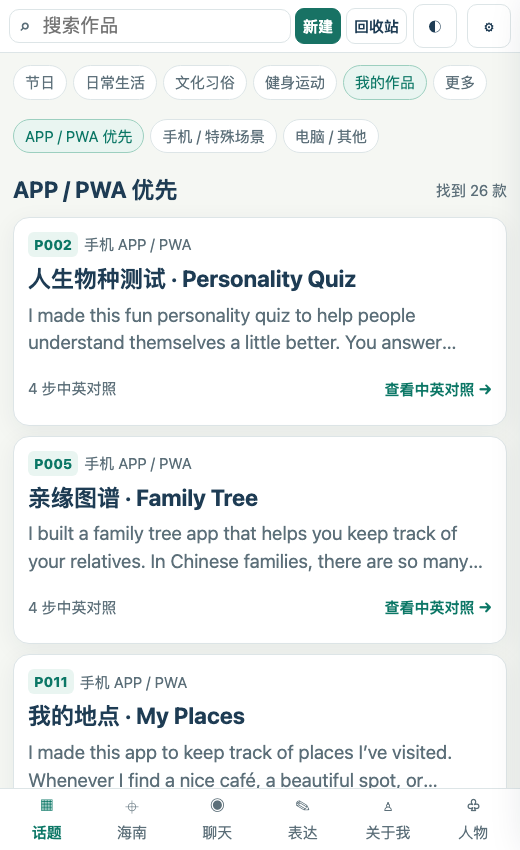 搜索作品
新建
回收站
节日
日常生活
文化习俗
健身运动
我的作品
更多
APP / PWA 优先
手机 / 特殊场景
电脑 / 其他
APP / PWA 优先
找到 26 款
P002 手机 APP / PWA
人生物种测试 · Personality Quiz
I made this fun personality quiz to help people
understand themselves a little better. You answer...
4 步中英对照
查看中英对照 →
P005 手机 APP / PWA
亲缘图谱 · Family Tree
I built a family tree app that helps you keep track of
your relatives. In Chinese families, there are so many...
4 步中英对照
查看中英对照 →
P011 手机 APP / PWA
我的地点 · My Places
I made this app to keep track of places I’ve visited.
Whenever I find a nice café, a beautiful spot, or...
话题
海南
聊天
表达
关于我
人物